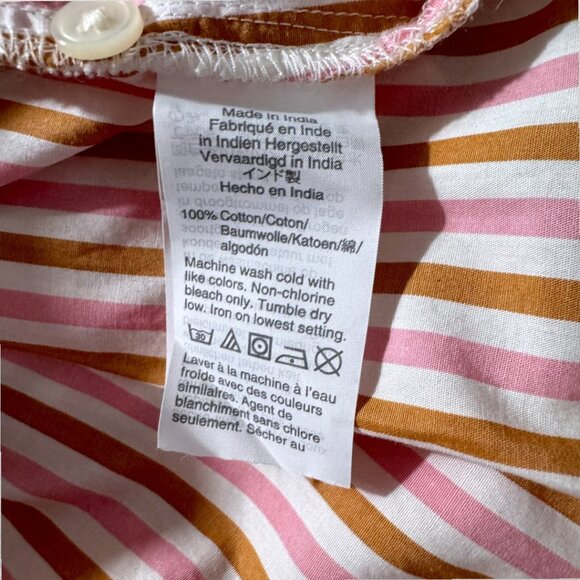 Made in India
Fabriqué en Inde
in Indien Hergestellt
Vervaardigd in India
インド製
Hecho en India
100% Cotton/Coton/
Baumwolle/Katoen/綿/
algodón
Machine wash cold with
like colors. Non-chlorine
bleach only. Tumble dry
low. Iron on lowest setting.
30
Laver à la machine à l'eau
froide avec des couleurs
similaires. Agent de
blanchiment sans chlore
seulement. Sécher au